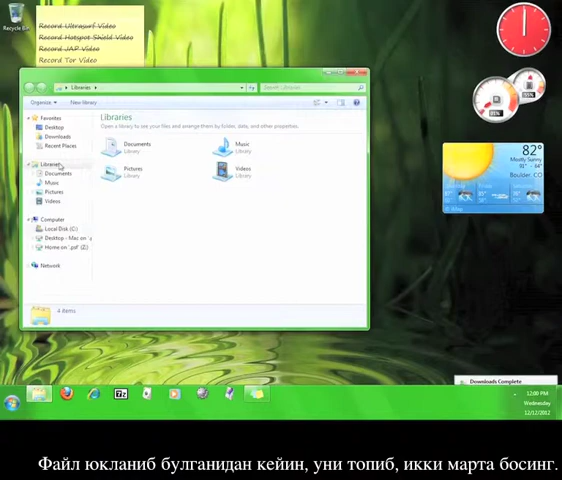 Record Ultrasurf Video
Record Hotspot Shield Video
Record JAP Video
Record Tor Video
Recycle Bin
Libraries
Organize
New library
Favorites
Desktop
Downloads
Recent Places
Libraries
Documents
Music
Pictures
Videos
Computer
Local Disk (C:)
Network
Libraries
Open a library to see your files and arrange them by folder, date, and other properties.
Documents
Library
Music
Library
Pictures
Library
Videos
Library
4 items
82°
Mostly Sunny
91° - 64°
Boulder, CO
Downloads Complete
12:00 PM
Wednesday
12/12/2012
Файл юкланиб булганидан кейин, уни топиб, икки марта босинг.